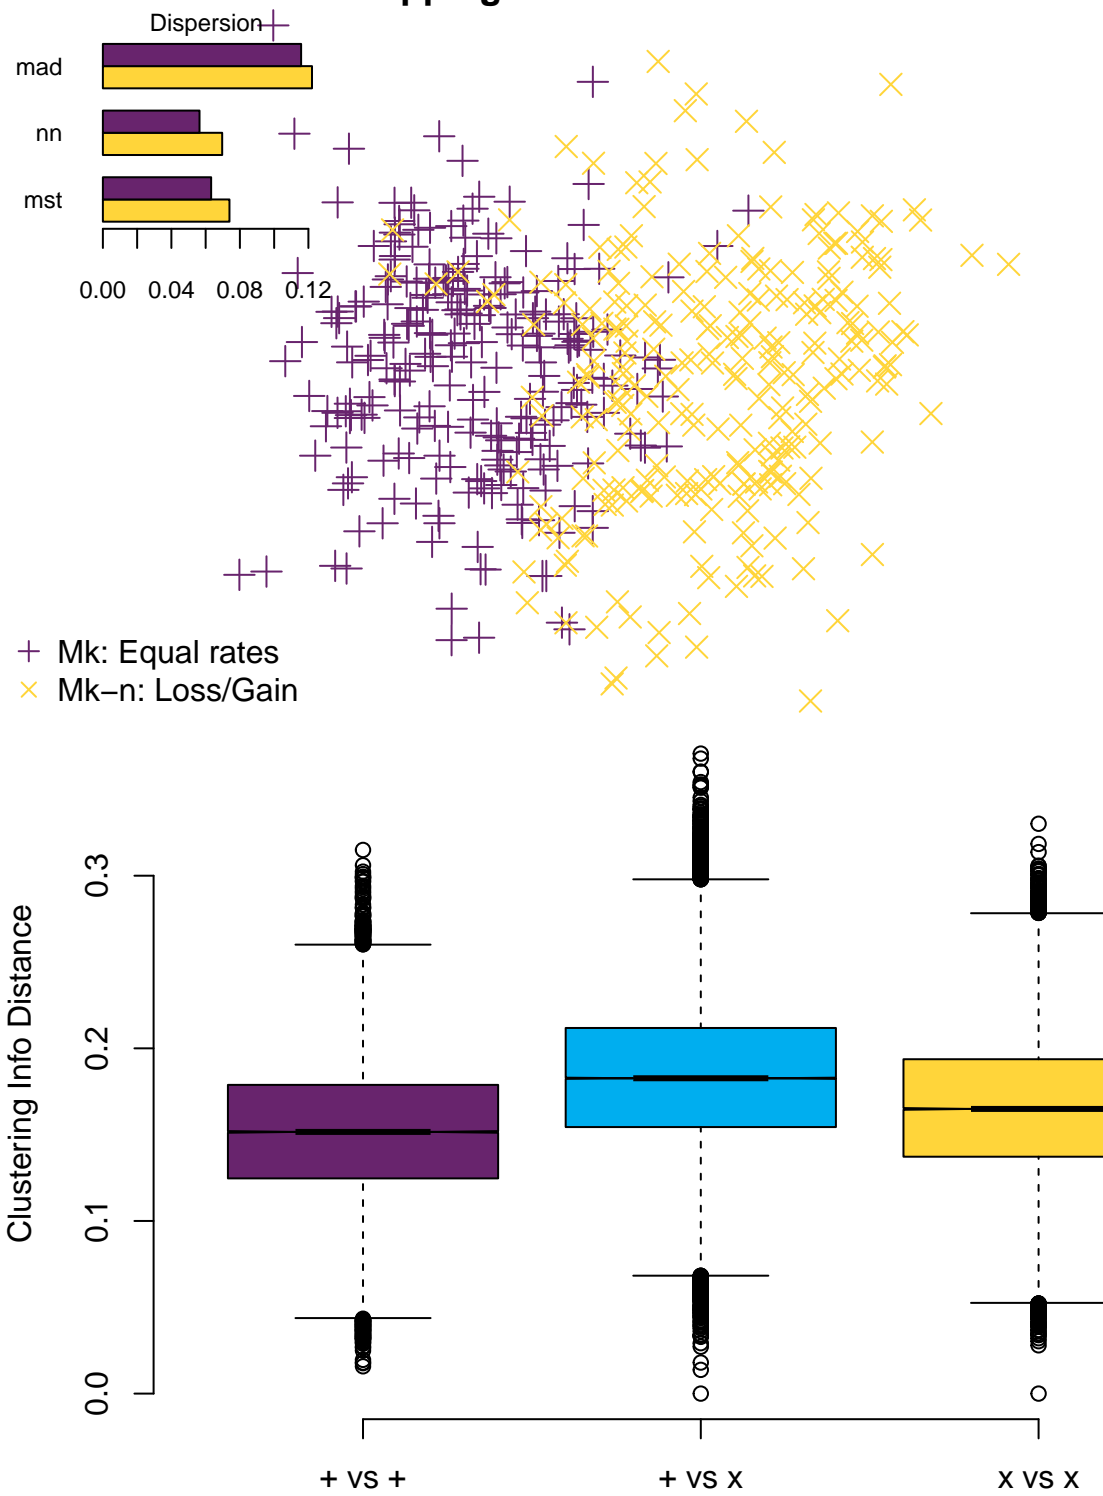 Dispersion
mad
nn
mst
0.00 0.04 0.08 0.12
+ Mk: Equal rates
× Mk−n: Loss/Gain
Clustering Info Distance
0.3
0.2
0.1
0.0
+ vs +
+ vs x
x vs x